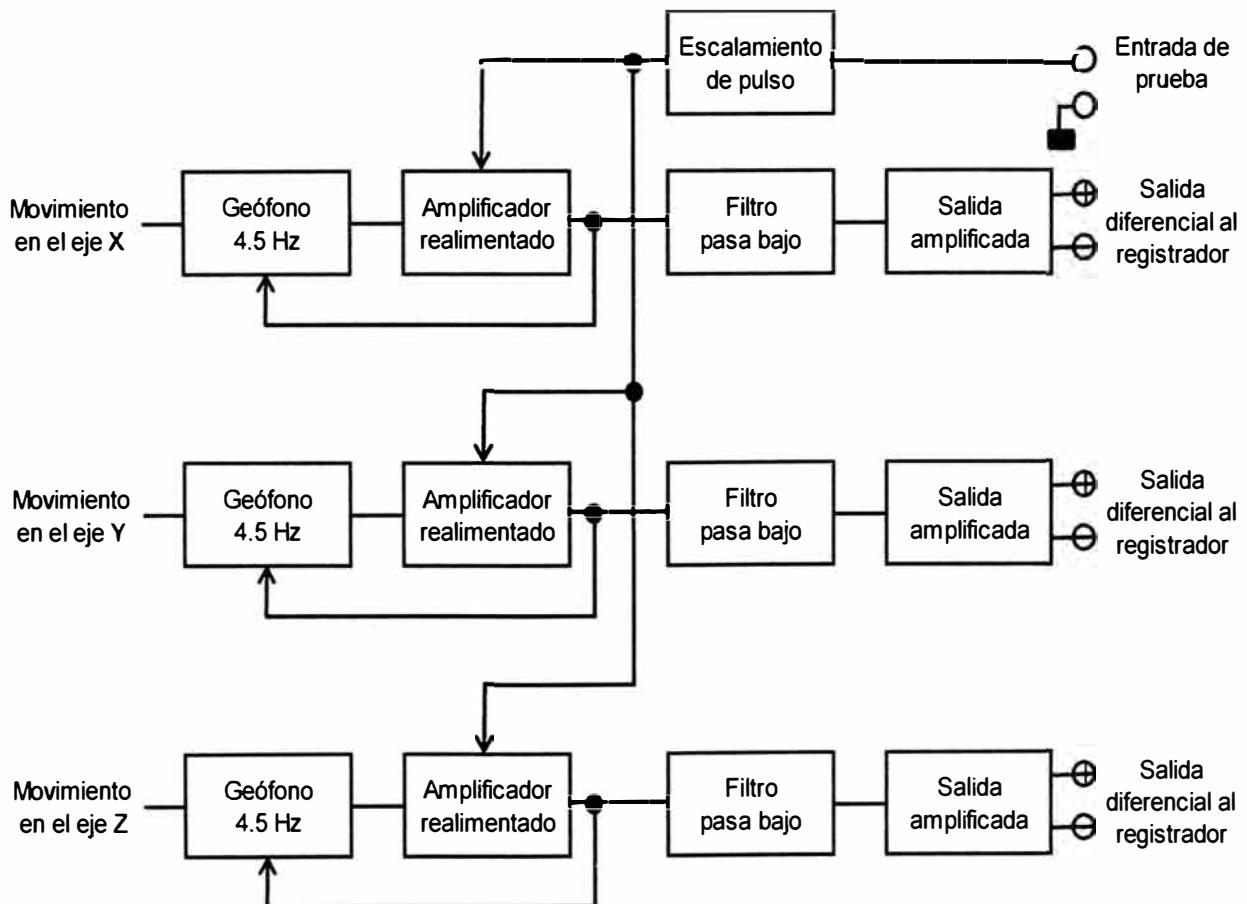 Escalamiento
de pulso
Entrada de
prueba
Movimiento
en el eje X
Geófono
4.5 Hz
Amplificador
realimentado
Filtro
pasa bajo
Salida
amplificada
Salida
diferencial al
registrador
Movimiento
en el eje Y
Geófono
4.5 Hz
Amplificador
realimentado
Filtro
pasa bajo
Salida
amplificada
Salida
diferencial al
registrador
Movimiento
en el eje Z
Geófono
4.5 Hz
Amplificador
realimentado
Filtro
pasa bajo
Salida
amplificada
Salida
diferencial al
registrador